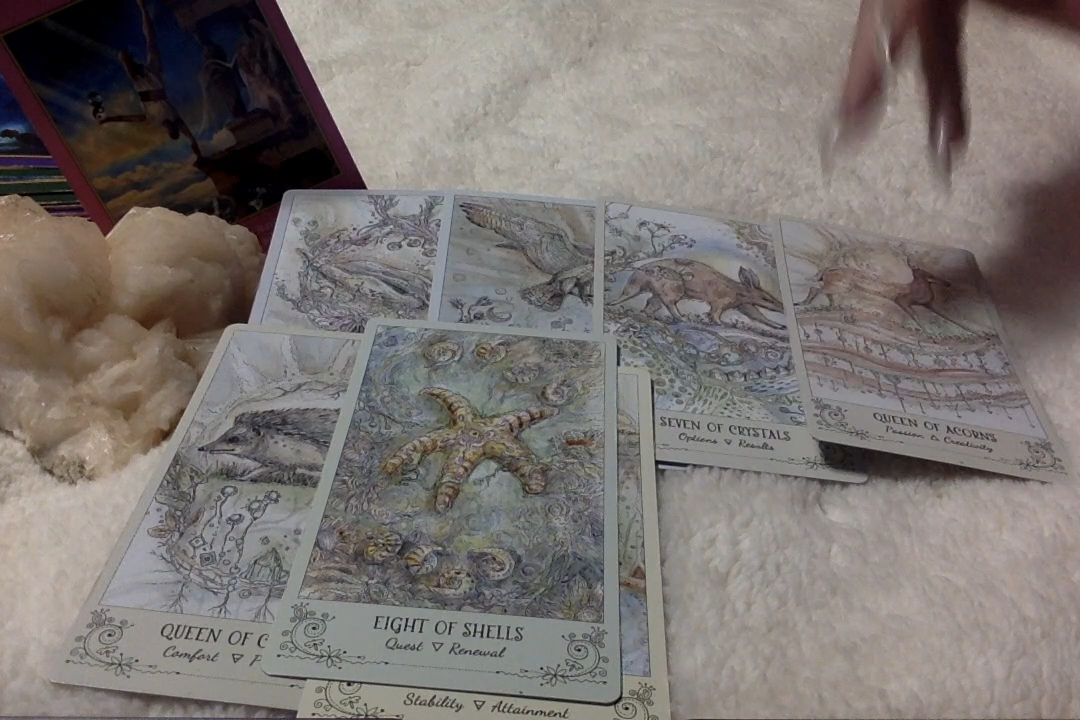 SEVEN OF CRYSTALS
Options ▽ Results
QUEEN OF ACORNS
Passion △ Creativity
QUEEN OF C
Comfort ▽ P
EIGHT OF SHELLS
Quest ▽ Renewal
Stability ▽ Attainment